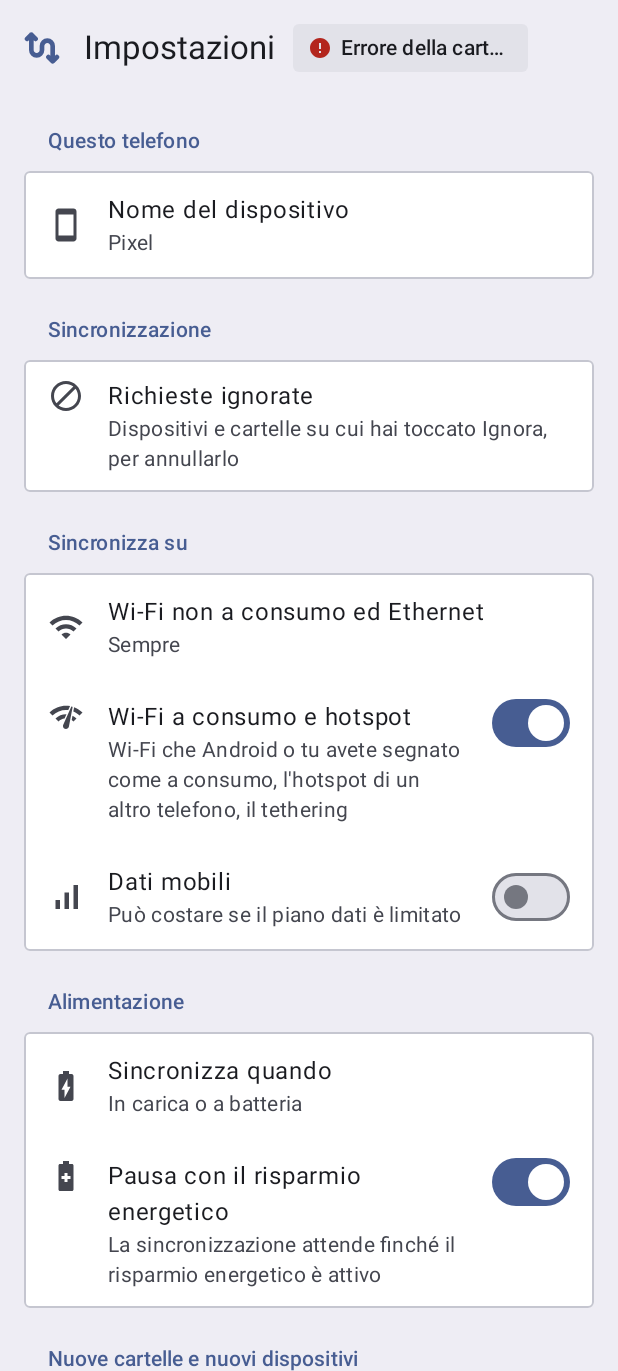 Impostazioni
Errore della cart…
Questo telefono
Nome del dispositivo
Pixel
Sincronizzazione
Richieste ignorate
Dispositivi e cartelle su cui hai toccato Ignora,
per annullarlo
Sincronizza su
Wi-Fi non a consumo ed Ethernet
Sempre
Wi-Fi a consumo e hotspot
Wi-Fi che Android o tu avete segnato
come a consumo, l'hotspot di un
altro telefono, il tethering
Dati mobili
Può costare se il piano dati è limitato
Alimentazione
Sincronizza quando
In carica o a batteria
Pausa con il risparmio
energetico
La sincronizzazione attende finché il
risparmio energetico è attivo
Nuove cartelle e nuovi dispositivi